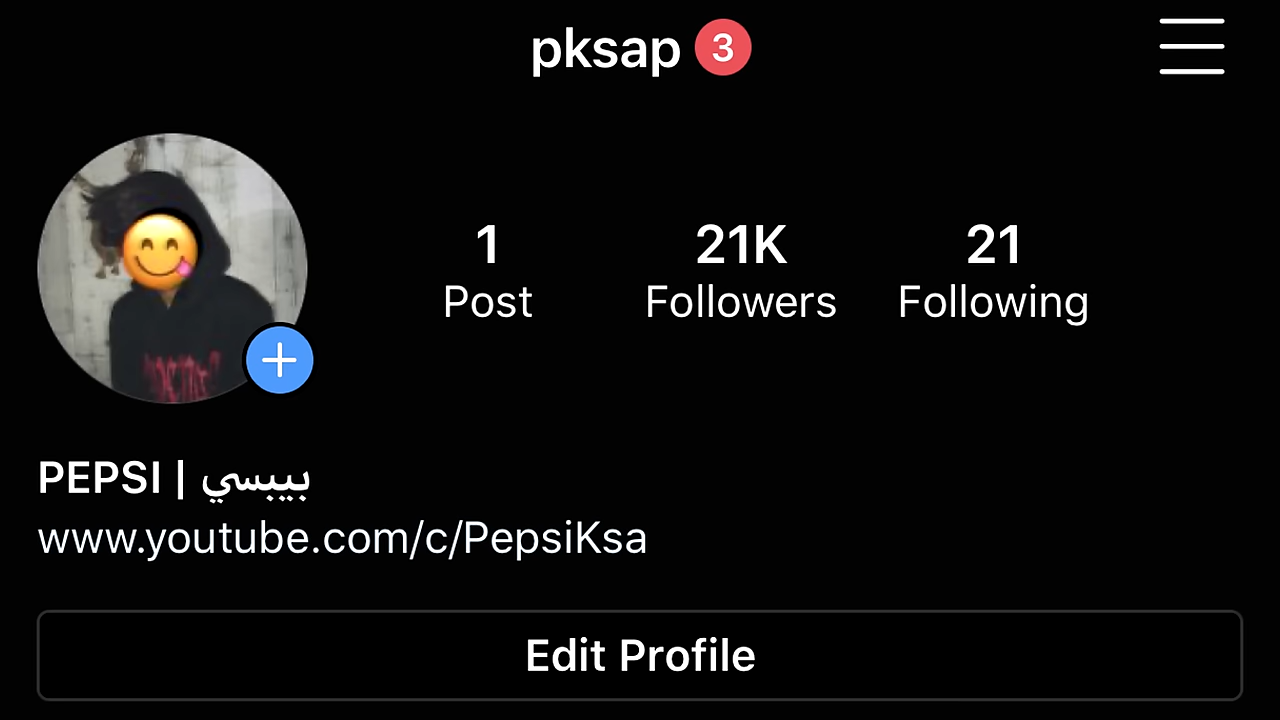 pksap 3
1 21K 21
Post Followers Following
PEPSI | بيبسي
www.youtube.com/c/PepsiKsa
Edit Profile